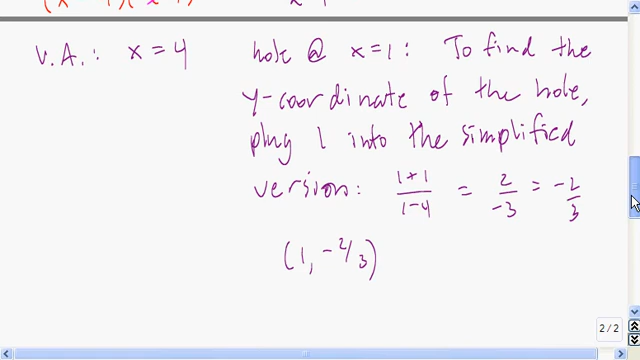 V.A.: x = 4
hole @ x = 1: To find the
y-coordinate of the hole,
plug 1 into the simplified
version: 1+1/1-4 = 2/-3 = -2/3
(1, -2/3)
2 / 2